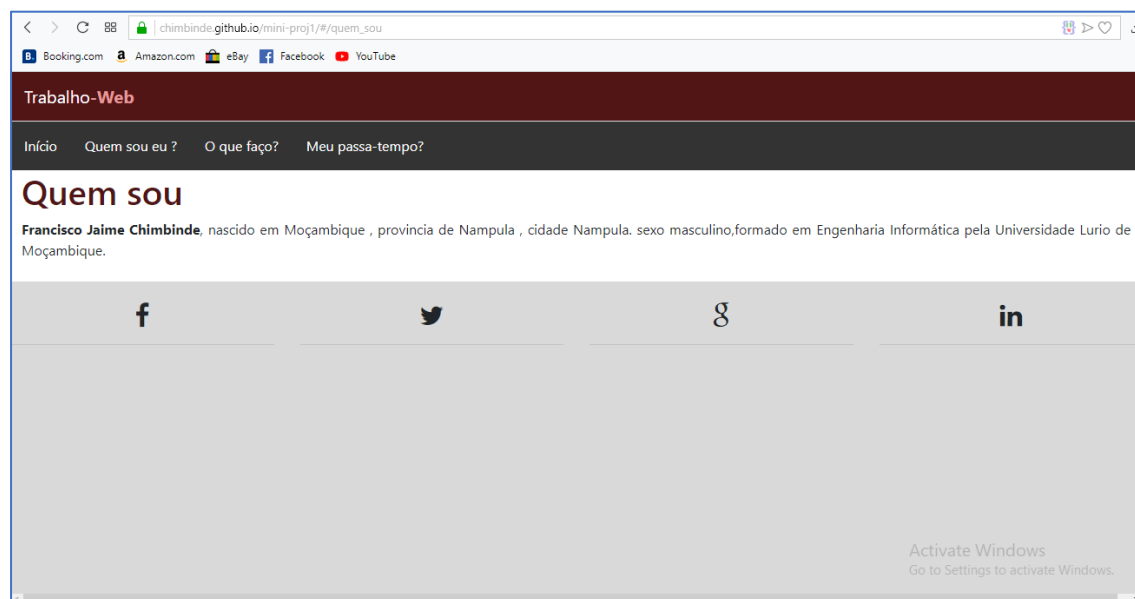 chimbinde.github.io/mini-proj1/#/quem_sou
B. Booking.com a Amazon.com eBay f Facebook YouTube
Trabalho-Web
Início Quem sou eu ? O que faço? Meu passa-tempo?
Quem sou
Francisco Jaime Chimbinde, nascido em Moçambique , provincia de Nampula , cidade Nampula. sexo masculino,formado em Engenharia Informática pela Universidade Lurio de
Moçambique.
f g in
Activate Windows
Go to Settings to activate Windows.